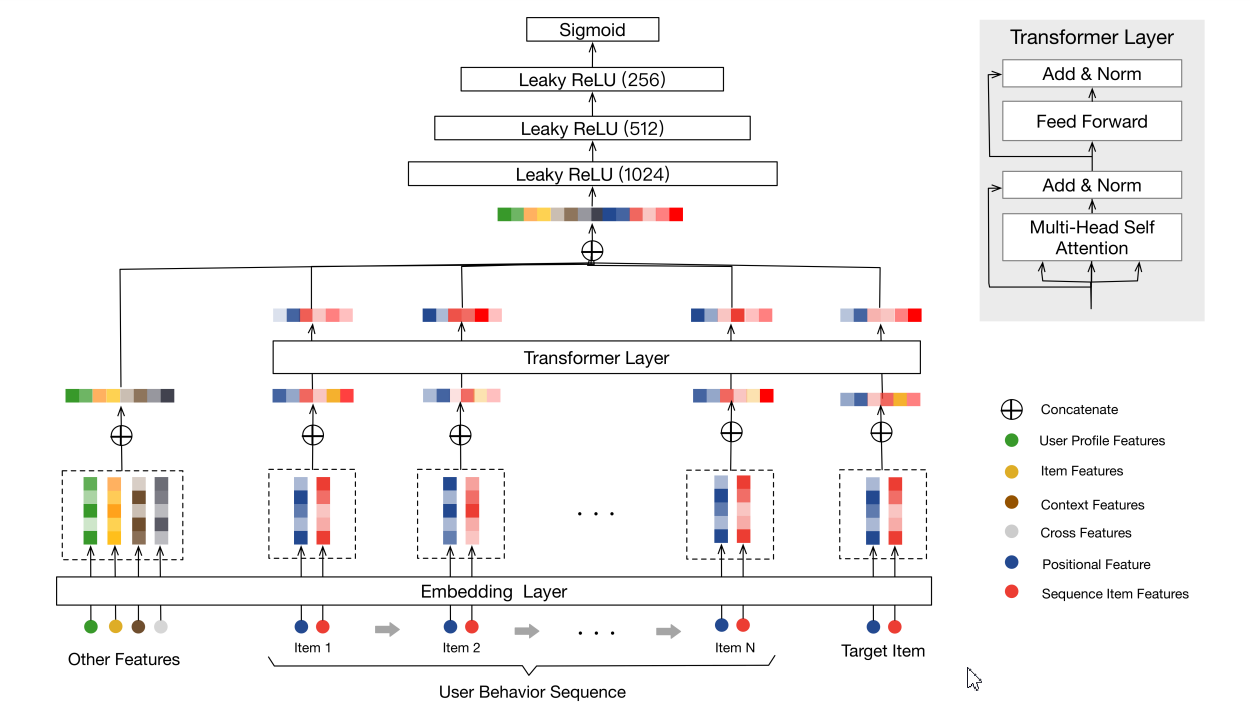 Sigmoid
Leaky ReLU (256)
Leaky ReLU (512)
Leaky ReLU (1024)
Transformer Layer
Embedding Layer
Other Features
Item 1
Item 2
. . .
Item N
Target Item
User Behavior Sequence
Transformer Layer
Add & Norm
Feed Forward
Add & Norm
Multi-Head Self
Attention
Concatenate
User Profile Features
Item Features
Context Features
Cross Features
Positional Feature
Sequence Item Features